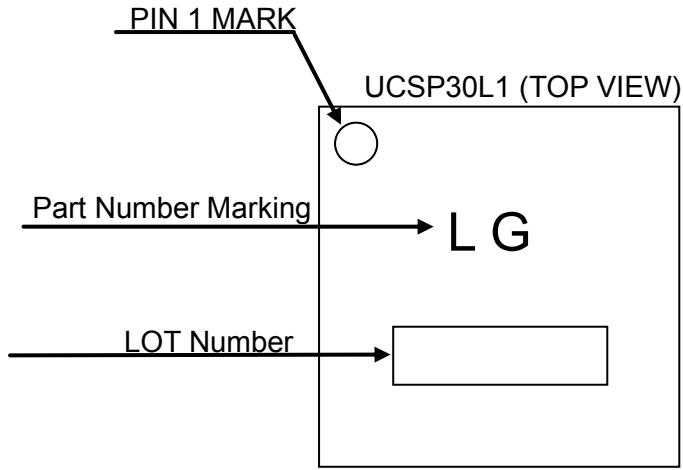 PIN 1 MARK
UCSP30L1 (TOP VIEW)
Part Number Marking
L G
LOT Number